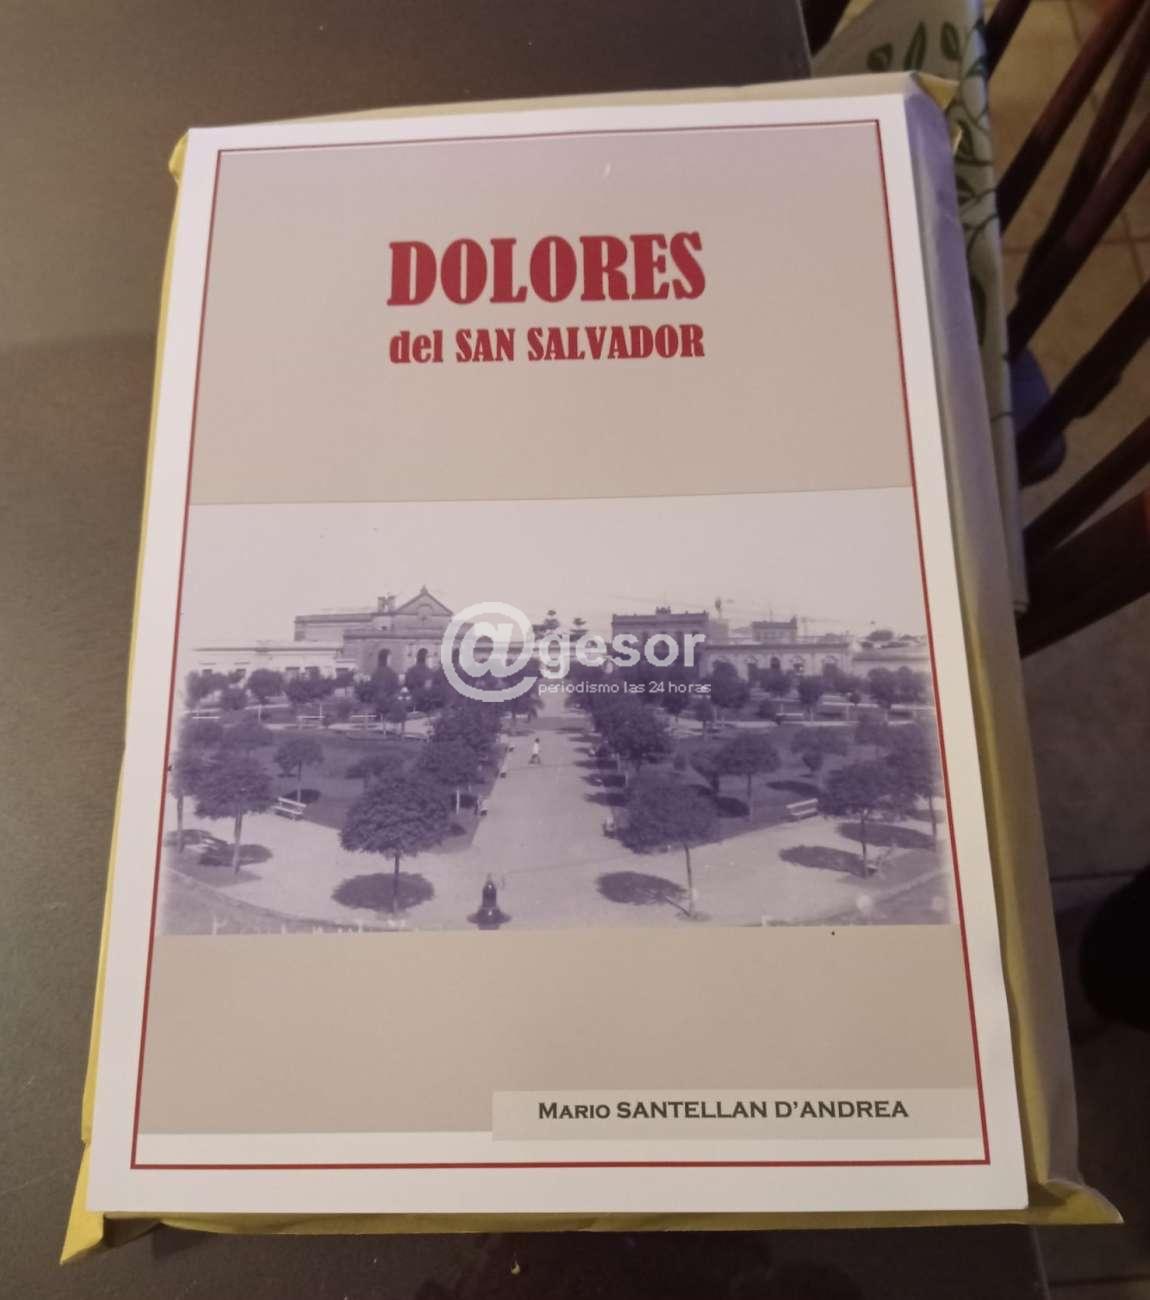 DOLORES
del SAN SALVADOR
@gesor
periodismo las 24 horas
Mario SANTELLAN D'ANDREA